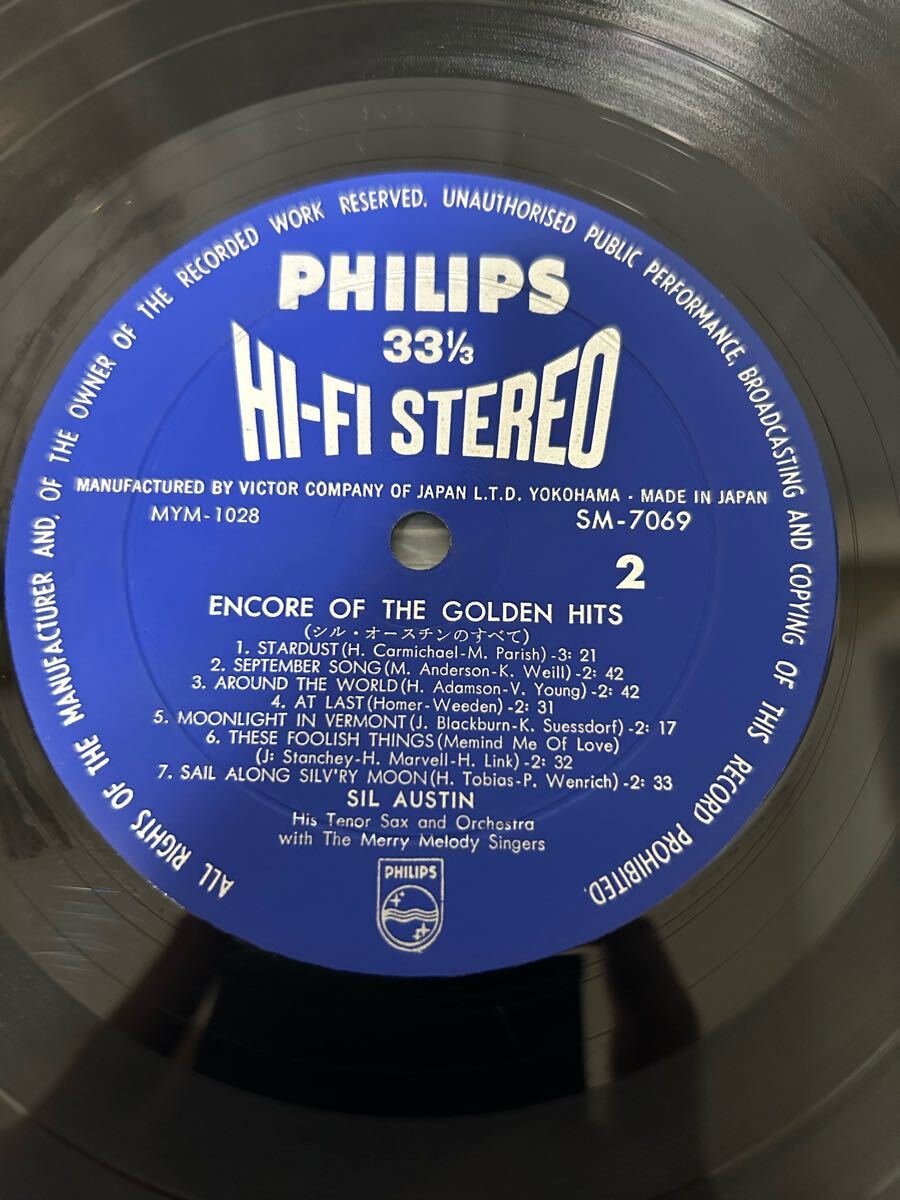 ALL RIGHTS OF THE MANUFACTURER AND, OF THE OWNER OF THE RECORDED WORK RESERVED. UNAUTHORISED PUBLIC PERFORMANCE, BROADCASTING AND COPYING OF THIS RECORD PROHIBITED.
PHILIPS
33⅓
HI-FI STEREO
MANUFACTURED BY VICTOR COMPANY OF JAPAN L.T.D. YOKOHAMA - MADE IN JAPAN
MYM-1028 SM-7069
2
ENCORE OF THE GOLDEN HITS
(シル・オースチンのすべて)
1. STARDUST(H. Carmichael-M. Parish)-3: 21
2. SEPTEMBER SONG(M. Anderson-K. Weill)-2: 42
3. AROUND THE WORLD(H. Adamson-V. Young)-2: 42
4. AT LAST(Homer-Weeden)-2: 31
5. MOONLIGHT IN VERMONT(J. Blackburn-K. Suessdorf)-2: 17
6. THESE FOOLISH THINGS(Memind Me Of Love)
(J: Stanchey-H. Marvell-H. Link)-2: 32
7. SAIL ALONG SILV'RY MOON(H. Tobias-P. Wenrich)-2: 33
SIL AUSTIN
His Tenor Sax and Orchestra
with The Merry Melody Singers
PHILIPS